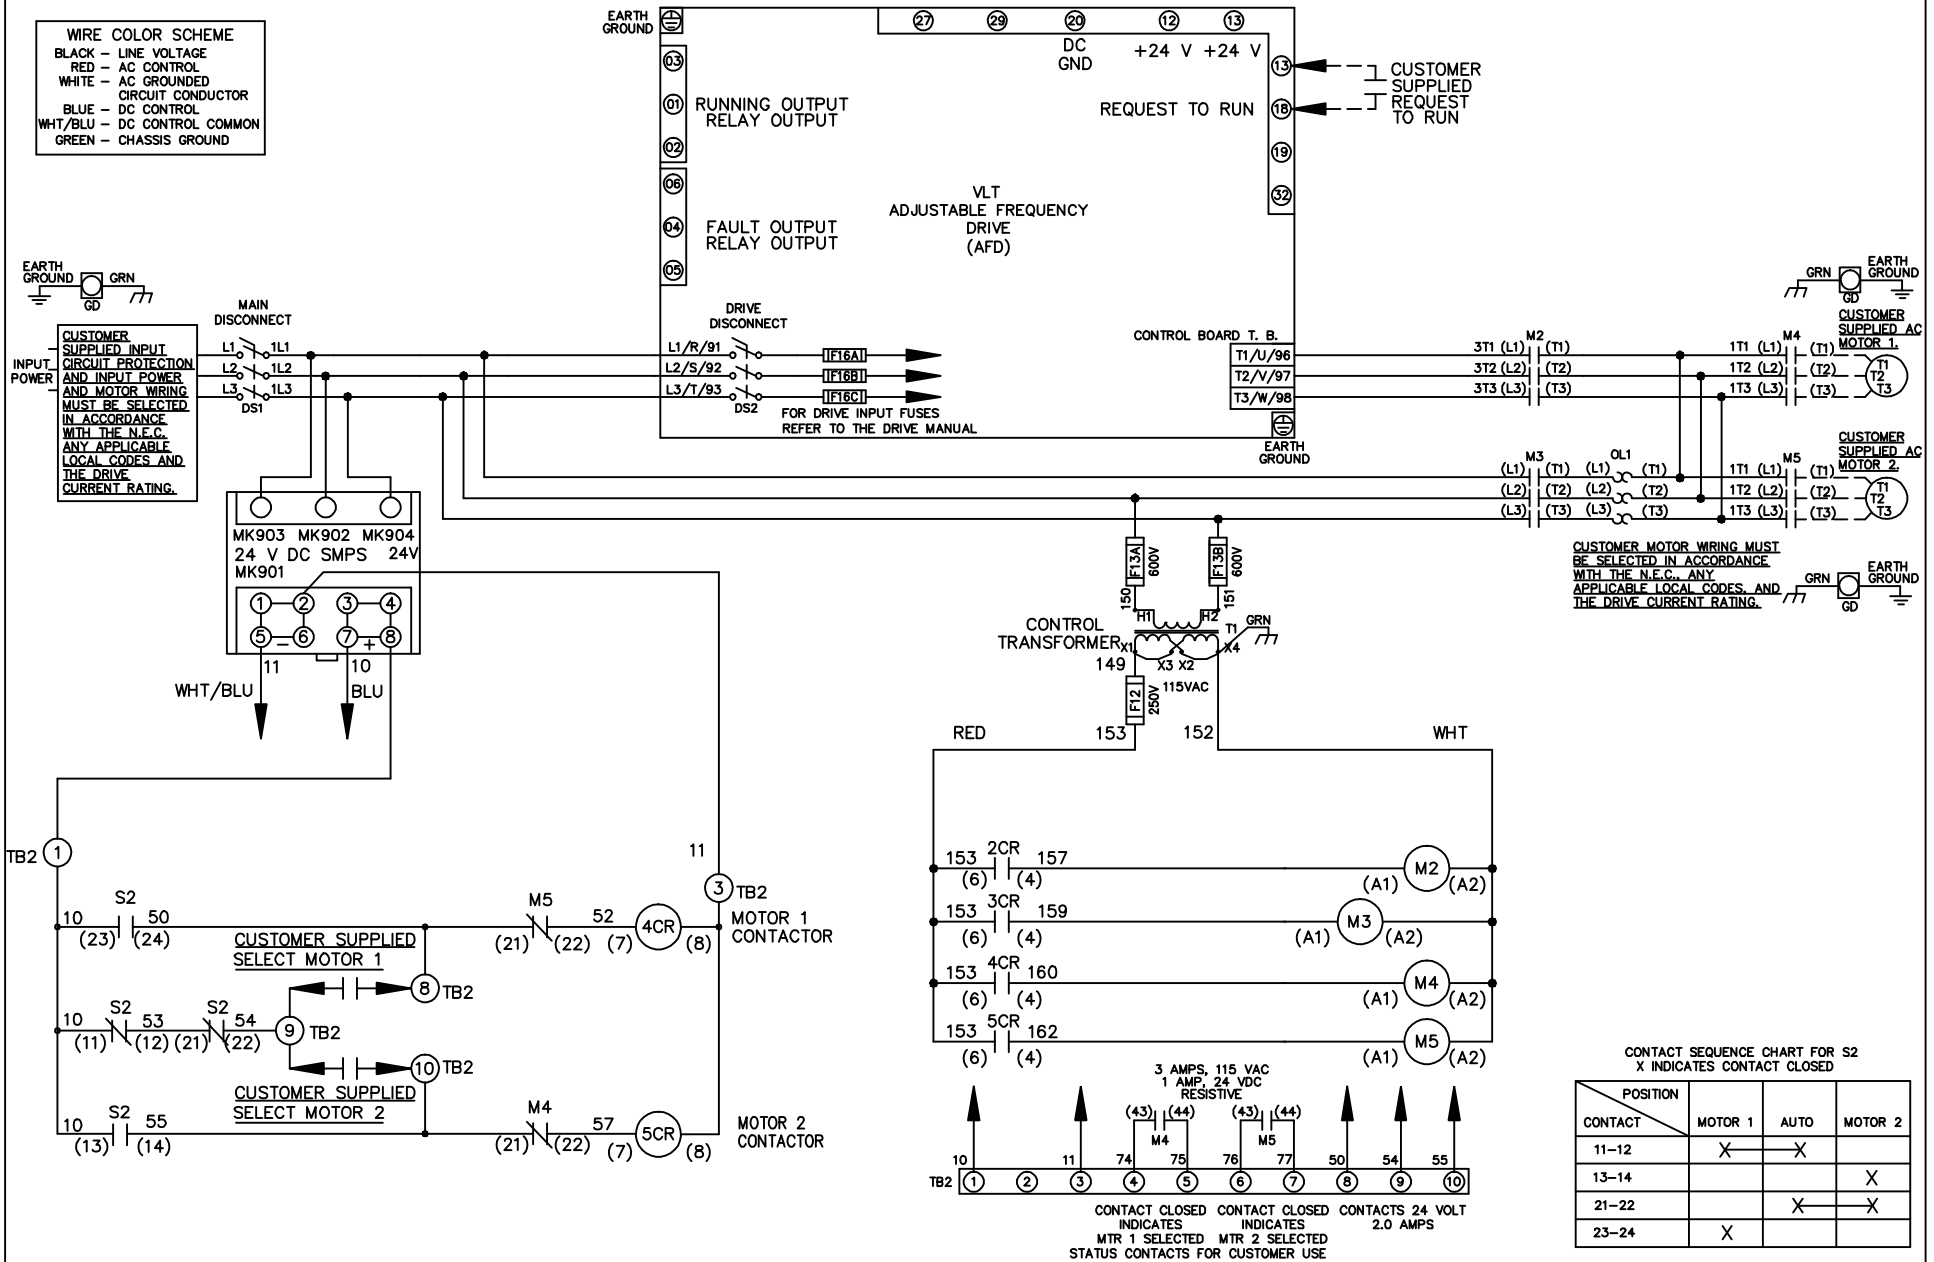 WIRE COLOR SCHEME
BLACK – LINE VOLTAGE
RED – AC CONTROL
WHITE – AC GROUNDED
CIRCUIT CONDUCTOR
BLUE – DC CONTROL
WHT/BLU – DC CONTROL COMMON
GREEN – CHASSIS GROUND
EARTH
GROUND
27 29 20 12 13
DC
GND
+24 V +24 V
03
01
02
RUNNING OUTPUT
RELAY OUTPUT
06
04
05
FAULT OUTPUT
RELAY OUTPUT
VLT
ADJUSTABLE FREQUENCY
DRIVE
(AFD)
REQUEST TO RUN
13
18
19
32
CUSTOMER
SUPPLIED
REQUEST
TO RUN
EARTH
GROUND
GRN
GD
INPUT
POWER
CUSTOMER
SUPPLIED INPUT
CIRCUIT PROTECTION
AND INPUT POWER
AND MOTOR WIRING
MUST BE SELECTED
IN ACCORDANCE
WITH THE N.E.C.
ANY APPLICABLE
LOCAL CODES AND
THE DRIVE
CURRENT RATING.
MAIN
DISCONNECT
L1 1L1
L2 1L2
L3 1L3
DS1
DRIVE
DISCONNECT
L1/R/91
L2/S/92
L3/T/93
DS2
F16A
F16B
F16C
FOR DRIVE INPUT FUSES
REFER TO THE DRIVE MANUAL
CONTROL BOARD T. B.
T1/U/96
T2/V/97
T3/W/98
EARTH
GROUND
M2
3T1 (L1) (T1)
3T2 (L2) (T2)
3T3 (L3) (T3)
M4
1T1 (L1) (T1)
1T2 (L2) (T2)
1T3 (L3) (T3)
GRN
EARTH
GROUND
GD
CUSTOMER
SUPPLIED AC
MOTOR 1.
T1
T2
T3
M3
(L1) (T1)
(L2) (T2)
(L3) (T3)
OL1
(L1) (T1)
(L2) (T2)
(L3) (T3)
M5
1T1 (L1) (T1)
1T2 (L2) (T2)
1T3 (L3) (T3)
CUSTOMER
SUPPLIED AC
MOTOR 2.
T1
T2
T3
CUSTOMER MOTOR WIRING MUST
BE SELECTED IN ACCORDANCE
WITH THE N.E.C., ANY
APPLICABLE LOCAL CODES, AND
THE DRIVE CURRENT RATING.
GRN
EARTH
GROUND
GD
MK903 MK902 MK904
24 V DC SMPS 24V
MK901
1 2 3 4
5 – 6 7 + 8
11
10
WHT/BLU
BLU
F13A
600V
F13B
600V
150
151
H1 H2
CONTROL
TRANSFORMER
T1
GRN
X1 X3 X2 X4
149
115VAC
F12
250V
153
152
RED
WHT
TB2 1
11
3 TB2
S2
10 50
(23) (24)
M5
(21) (22)
52
(7) 4CR (8)
MOTOR 1
CONTACTOR
CUSTOMER SUPPLIED
SELECT MOTOR 1
8 TB2
S2
10 53
(11) (12)
S2
54
(21) (22)
9 TB2
10 TB2
CUSTOMER SUPPLIED
SELECT MOTOR 2
S2
10 55
(13) (14)
M4
(21) (22)
57
(7) 5CR (8)
MOTOR 2
CONTACTOR
153 2CR 157
(6) (4)
M2
(A1) (A2)
153 3CR 159
(6) (4)
M3
(A1) (A2)
153 4CR 160
(6) (4)
M4
(A1) (A2)
153 5CR 162
(6) (4)
M5
(A1) (A2)
3 AMPS, 115 VAC
1 AMP, 24 VDC
RESISTIVE
(43) (44)
M4
(43) (44)
M5
10 11 74 75 76 77 50 54 55
TB2 1 2 3 4 5 6 7 8 9 10
CONTACT CLOSED
INDICATES
MTR 1 SELECTED
CONTACT CLOSED
INDICATES
MTR 2 SELECTED
STATUS CONTACTS FOR CUSTOMER USE
CONTACTS 24 VOLT
2.0 AMPS
CONTACT SEQUENCE CHART FOR S2
X INDICATES CONTACT CLOSED
POSITION
CONTACT MOTOR 1 AUTO MOTOR 2
11–12 X X
13–14 X
21–22 X X
23–24 X